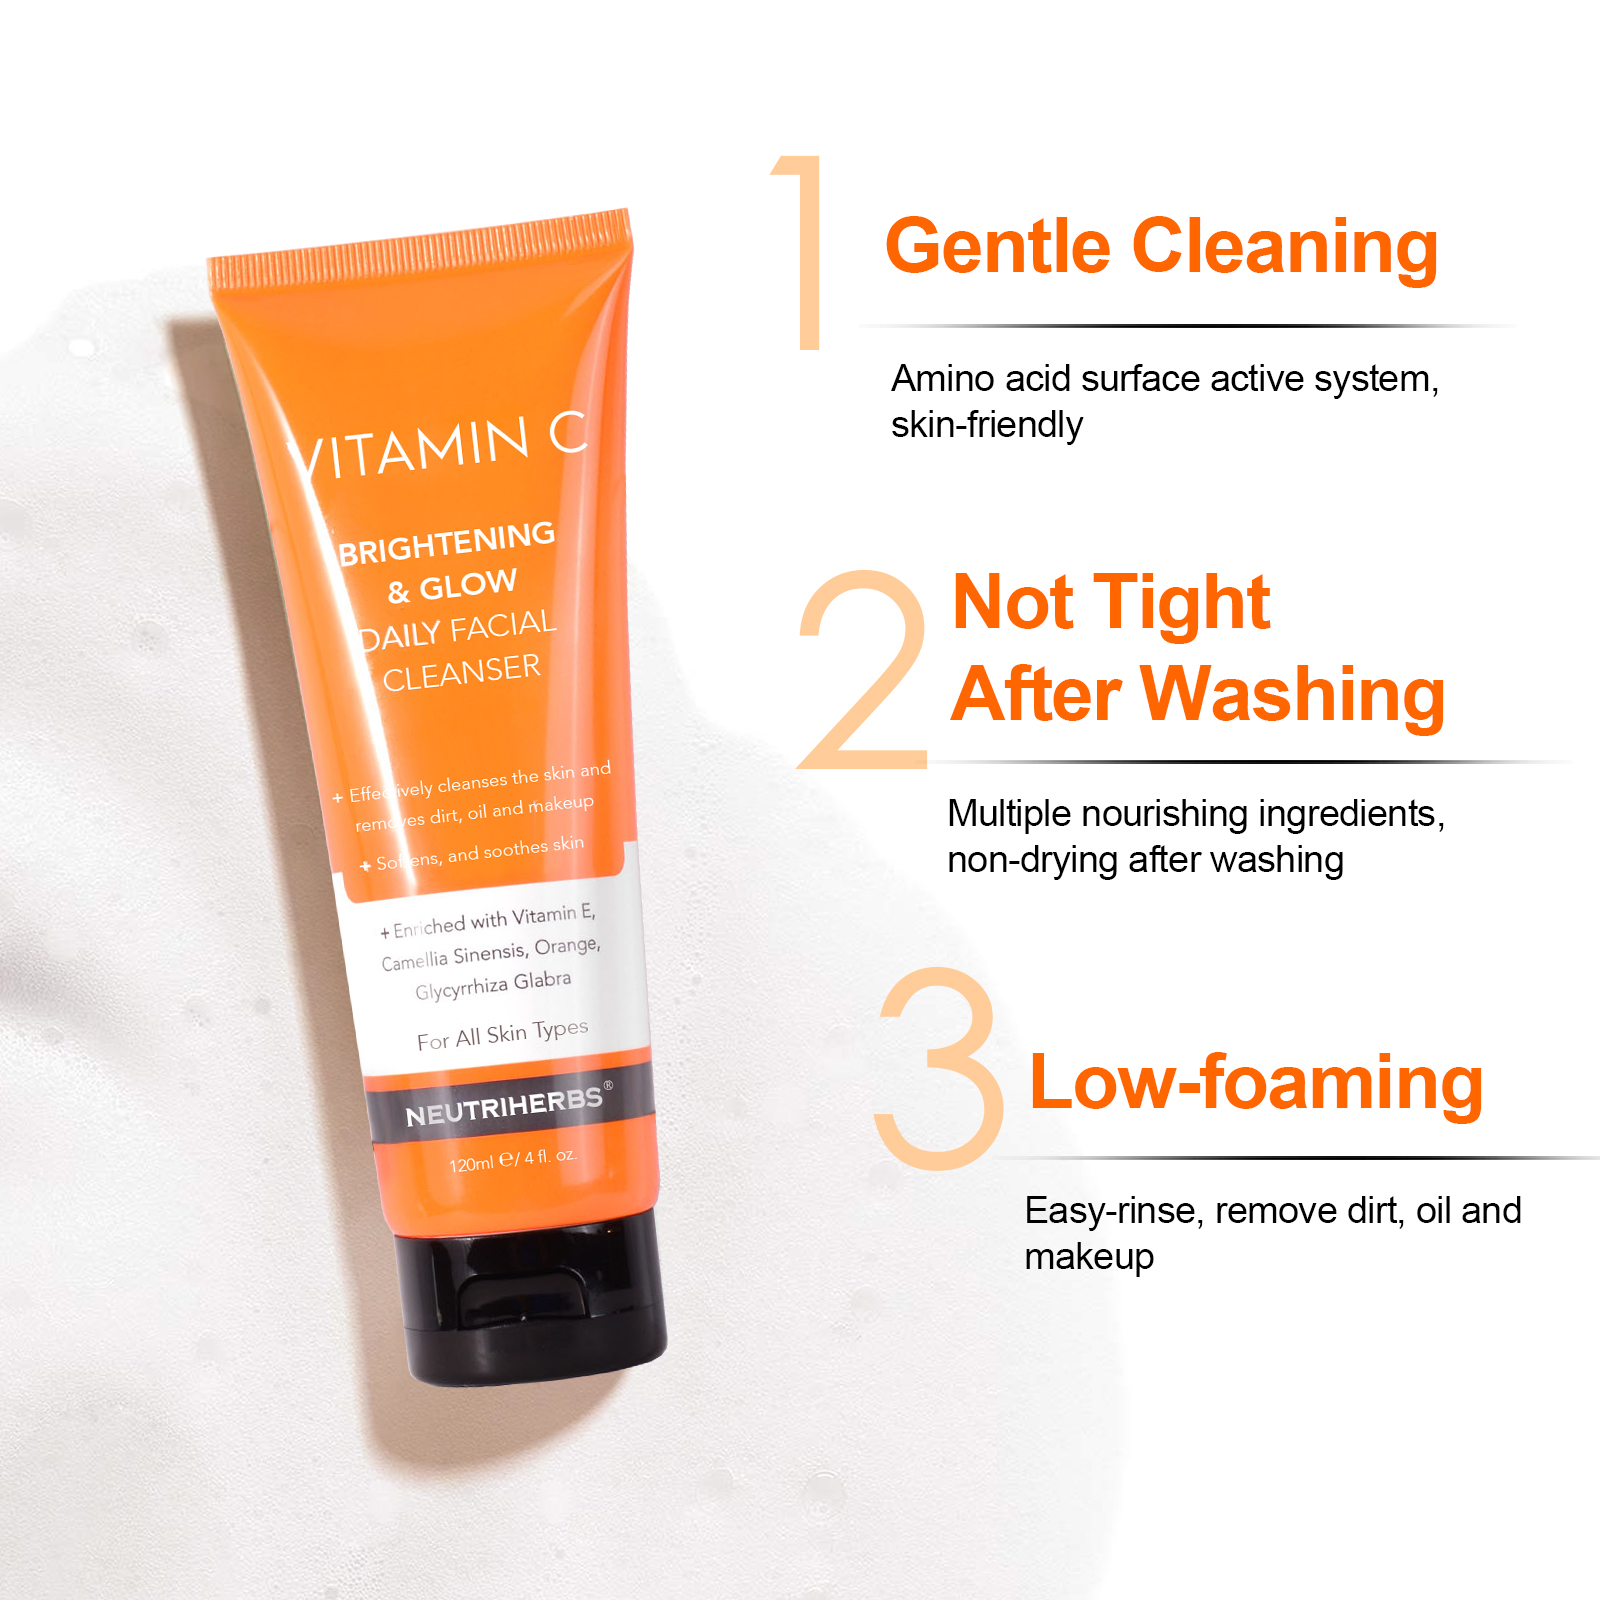 VITAMIN C
BRIGHTENING
& GLOW
DAILY FACIAL
CLEANSER
+ Effectively cleanses the skin and
removes dirt, oil and makeup
+ Softens, and soothes skin
+ Enriched with Vitamin E,
Camellia Sinensis, Orange,
Glycyrrhiza Glabra
For All Skin Types
NEUTRIHERBS®
120ml ℮/ 4 fl. oz.
1
Gentle Cleaning
Amino acid surface active system,
skin-friendly
2
Not Tight
After Washing
Multiple nourishing ingredients,
non-drying after washing
3
Low-foaming
Easy-rinse, remove dirt, oil and
makeup